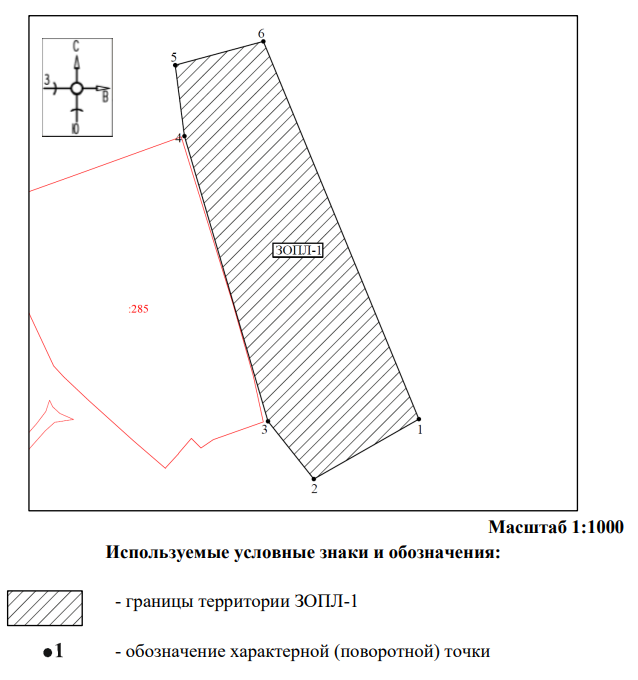 6
С
5
З
В
Ю
4
ЗОПЛ-1
:285
3
1
2
Масштаб 1:1000
Используемые условные знаки и обозначения:
- границы территории ЗОПЛ-1
●1 - обозначение характерной (поворотной) точки